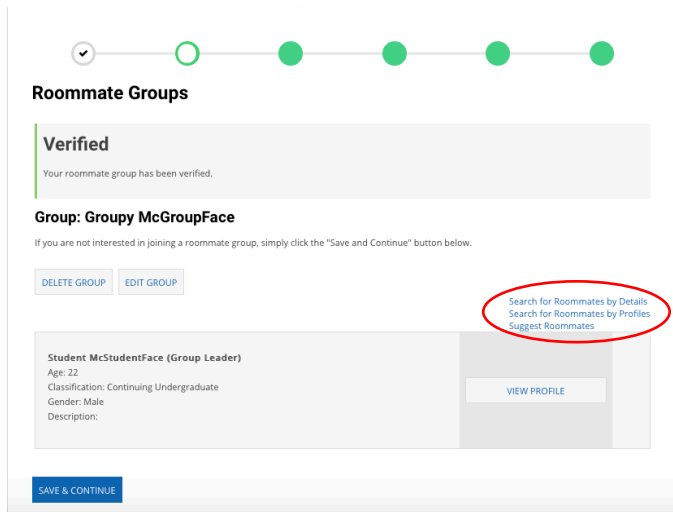 Roommate Groups
Verified
Your roommate group has been verified.
Group: Groupy McGroupFace
If you are not interested in joining a roommate group, simply click the "Save and Continue" button below.
DELETE GROUP
EDIT GROUP
Search for Roommates by Details
Search for Roommates by Profiles
Suggest Roommates
Student McStudentFace (Group Leader)
Age: 22
Classification: Continuing Undergraduate
Gender: Male
Description:
VIEW PROFILE
SAVE & CONTINUE